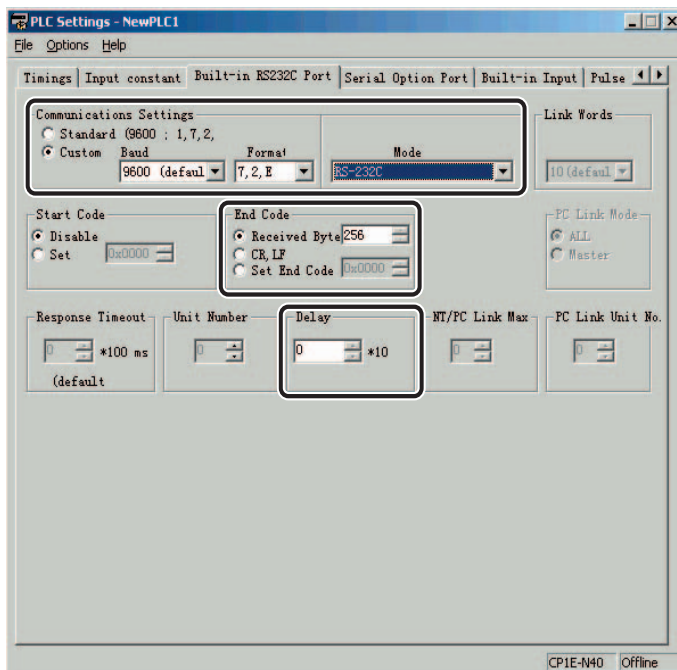 PLC Settings - NewPLC1
File Options Help
Timings Input constant Built-in RS232C Port Serial Option Port Built-in Input Pulse
Communications Settings
Standard (9600 ; 1,7,2,
Custom Baud Format Mode
9600 (defaul 7,2,E RS-232C
Link Words
10 (defaul
Start Code
Disable
Set 0x0000
End Code
Received Byte 256
CR,LF
Set End Code 0x0000
PC Link Mode
ALL
Master
Response Timeout
0 *100 ms
(default
Unit Number
0
Delay
0 *10
NT/PC Link Max
0
PC Link Unit No.
0
CP1E-N40 Offline